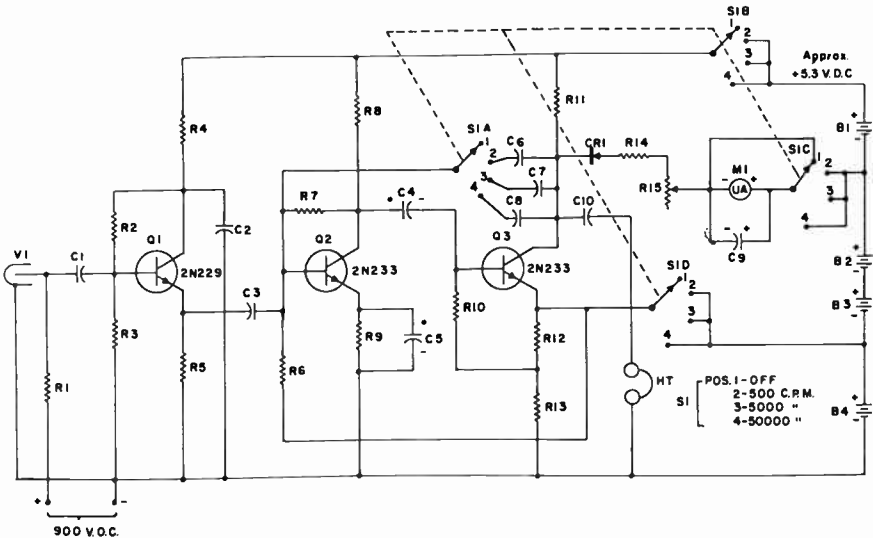 S1B
1
2
3
4
Approx.
+5.3 V.D.C
R4
R8
R11
S1A
1
2
3
4
C6
C7
C8
CR1
R14
R15
M1
UA
- +
S1C
1
2
3
4
B1
+
-
R7
C4
+ -
C10
- +
C9
R2
Q1
2N229
C2
Q2
2N233
Q3
2N233
V1
C1
C3
R10
S1D
1
2
3
4
B2
+
-
B3
+
-
R3
R5
R9
+
C5
-
R12
R6
R1
R13
HT
S1
POS. 1-OFF
2-500 C.P.M.
3-5000 "
4-50000 "
B4
+
-
+ -
900 V.D.C.